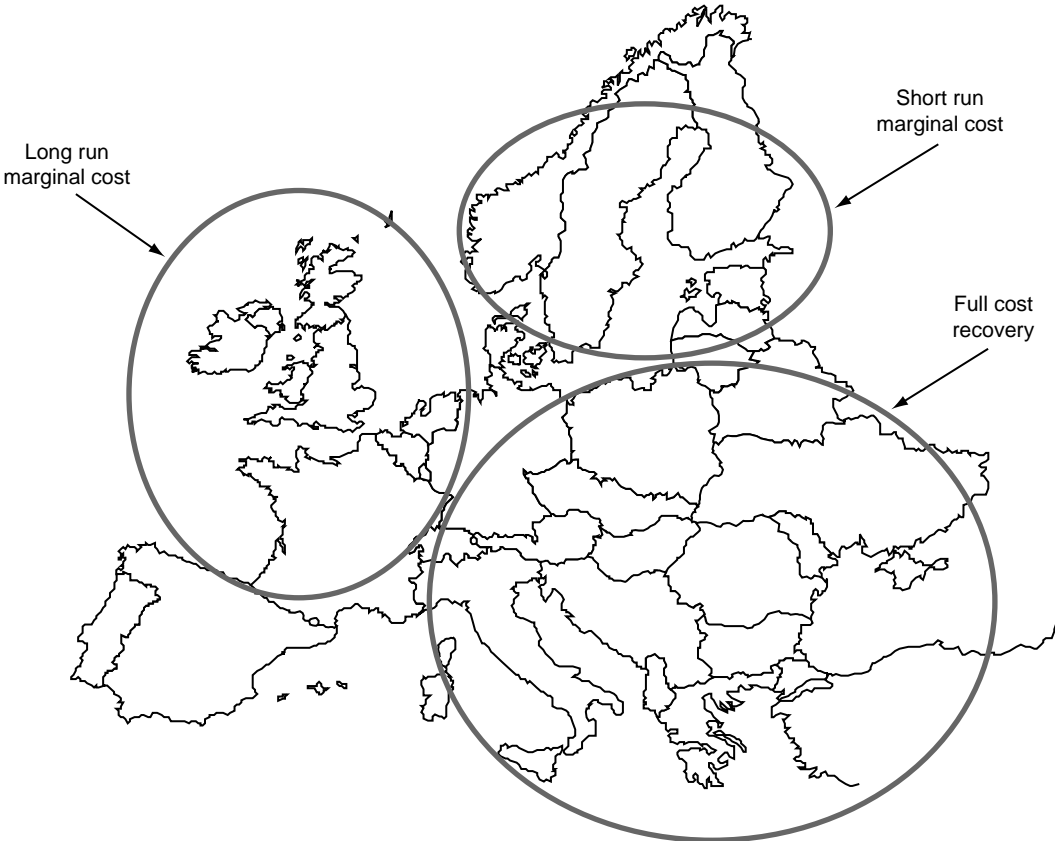 Long run
marginal cost
Short run
marginal cost
Full cost
recovery